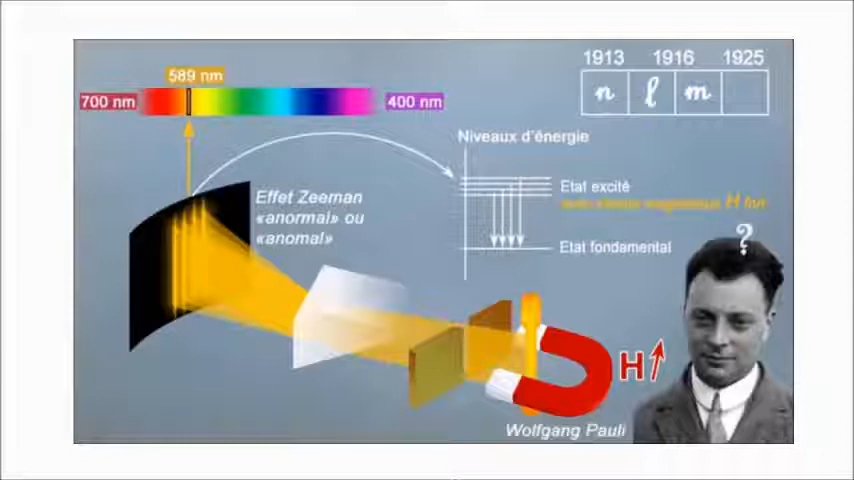 1913 1916 1925
n l m
589 nm
700 nm
400 nm
Niveaux d'énergie
Etat excité
H fort
Effet Zeeman
«anormal» ou
«anomal»
Etat fondamental
?
H
Wolfgang Pauli